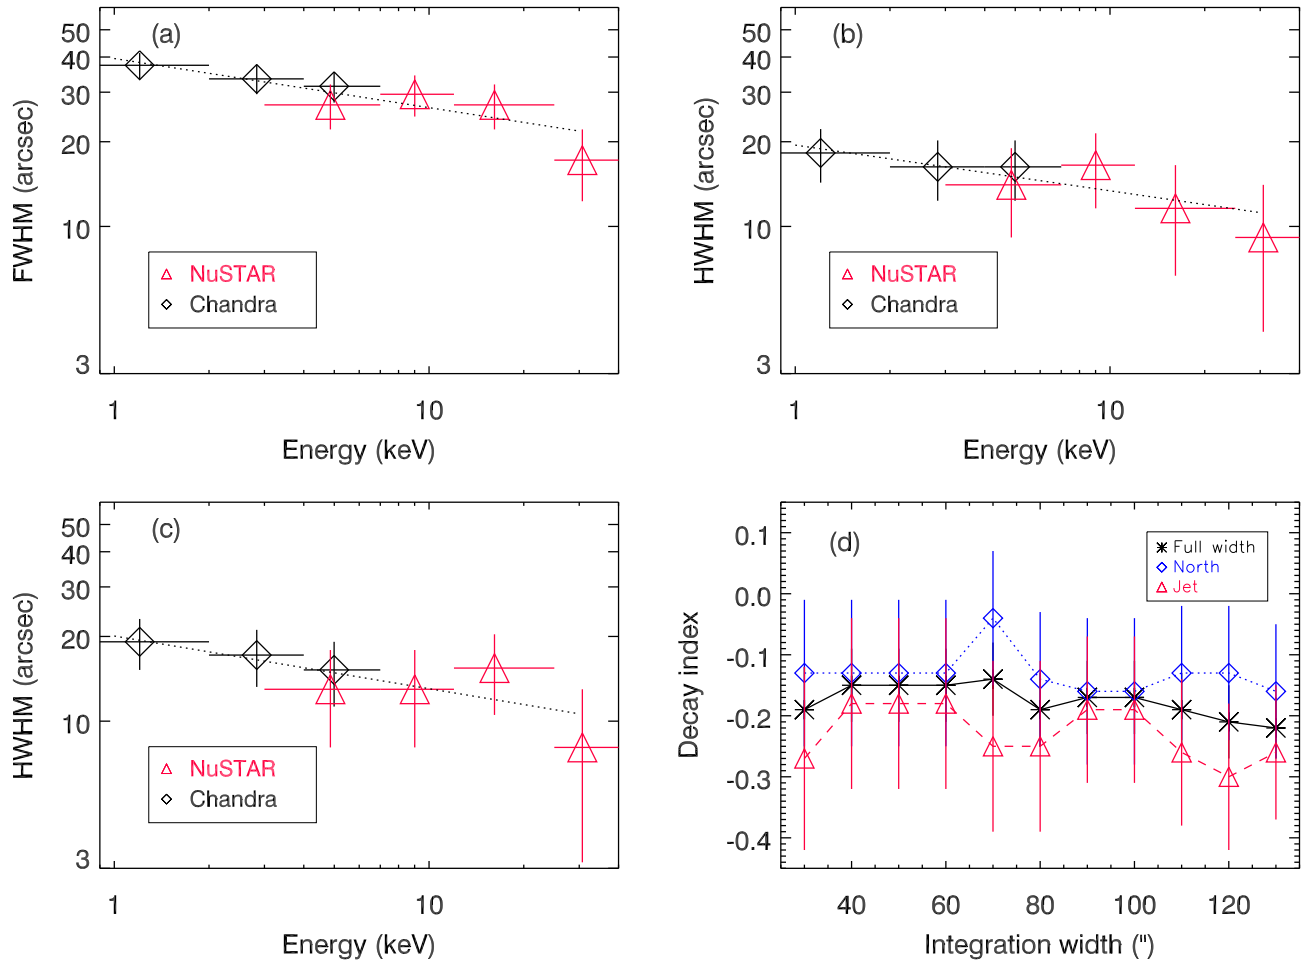 (a)
50
40
30
20
10
3
FWHM (arcsec)
NuSTAR
Chandra
1
10
Energy (keV)
(b)
50
40
30
20
10
3
HWHM (arcsec)
NuSTAR
Chandra
1
10
Energy (keV)
(c)
50
40
30
20
10
3
HWHM (arcsec)
NuSTAR
Chandra
1
10
Energy (keV)
(d)
0.1
0.0
-0.1
-0.2
-0.3
-0.4
Decay index
Full width
North
Jet
40
60
80
100
120
Integration width (")